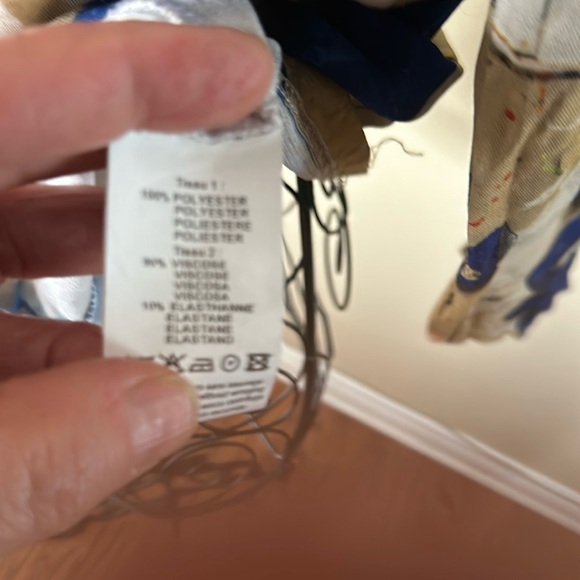 Tissu 1 :
100% POLYESTER
POLYESTER
POLIESTERE
POLIESTER
Tissu 2 :
90% VISCOSE
VISCOSE
VISCOSA
VISCOSA
10% ELASTHANNE
ELASTANE
ELASTANE
ELASTANO